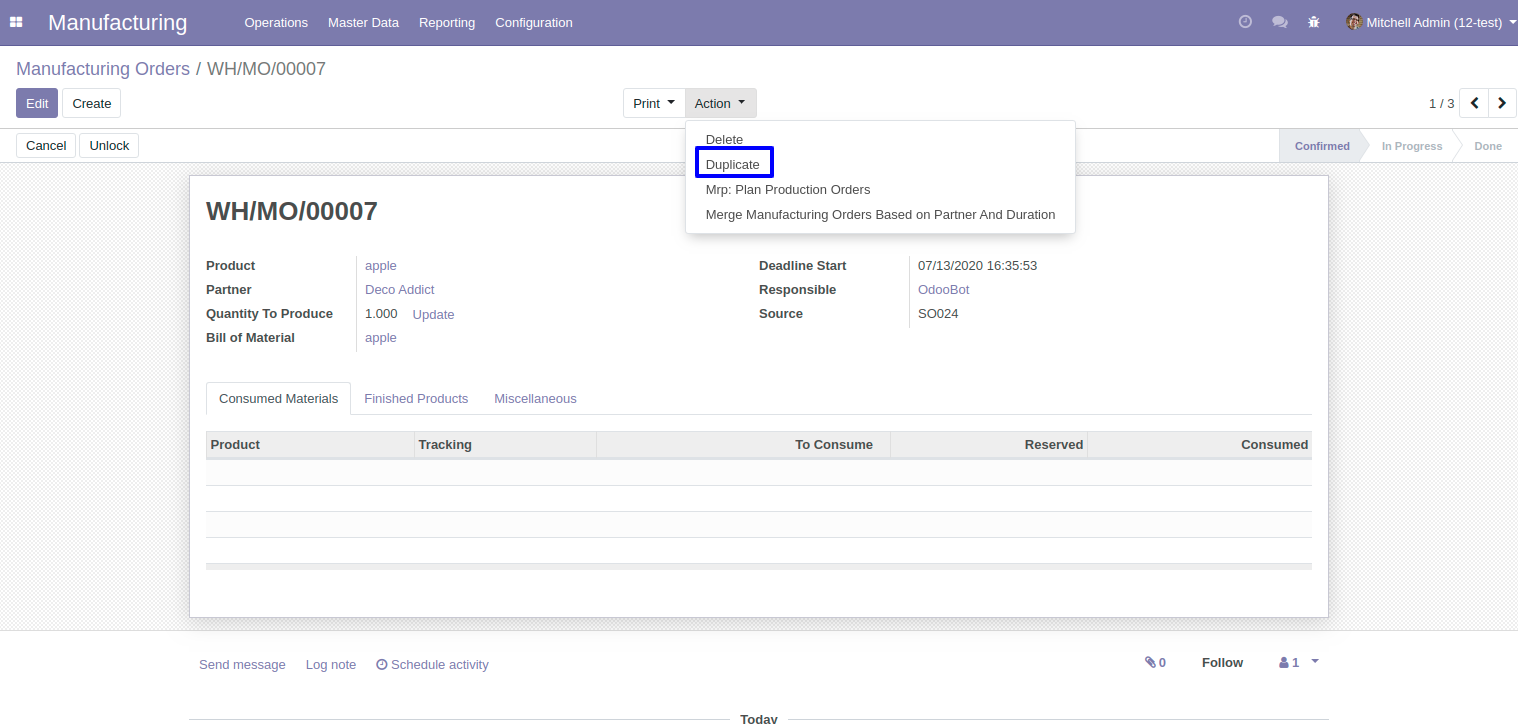 Manufacturing Operations Master Data Reporting Configuration Mitchell Admin (12-test)
Manufacturing Orders / WH/MO/00007
Edit Create Print Action 1 / 3
Cancel Unlock Confirmed In Progress Done
Delete
Duplicate
Mrp: Plan Production Orders
Merge Manufacturing Orders Based on Partner And Duration
WH/MO/00007
Product apple Deadline Start 07/13/2020 16:35:53
Partner Deco Addict Responsible OdooBot
Quantity To Produce 1.000 Update Source SO024
Bill of Material apple
Consumed Materials Finished Products Miscellaneous
Product Tracking To Consume Reserved Consumed
Send message Log note Schedule activity 0 Follow 1
Today